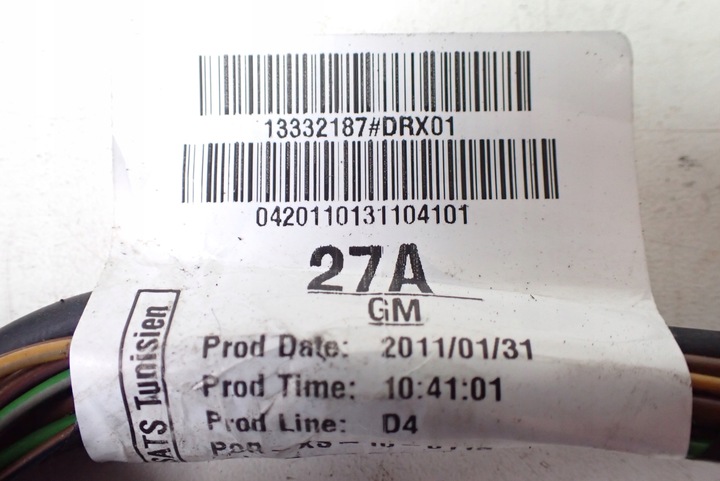 13332187#DRX01
0420110131104101
27A
GM
Prod Date: 2011/01/31
Prod Time: 10:41:01
Prod Line: D4
SATS Tunisien